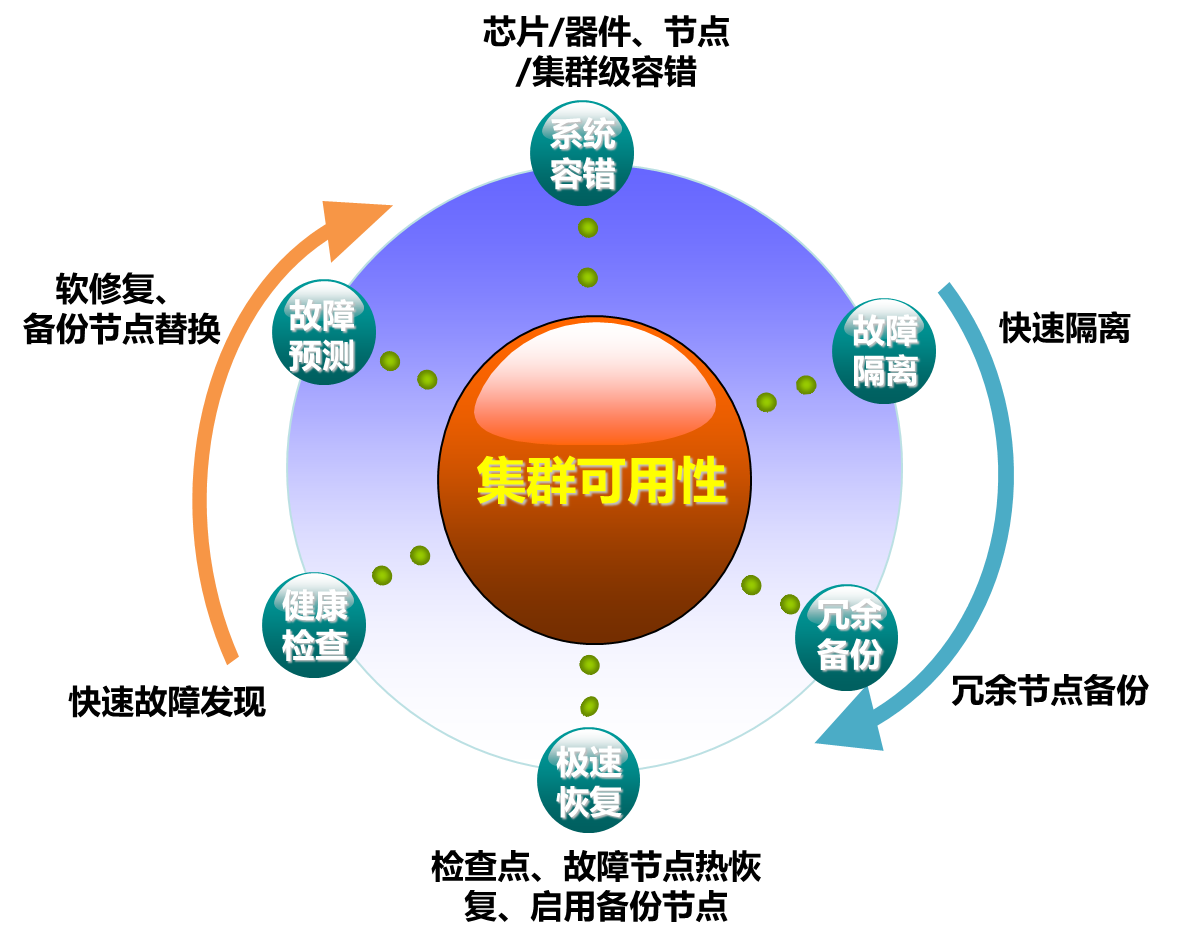 芯片/器件、节点
/集群级容错
系统
容错
软修复、
备份节点替换
故障
预测
故障
隔离
快速隔离
集群可用性
健康
检查
快速故障发现
冗余
备份
冗余节点备份
极速
恢复
检查点、故障节点热恢
复、启用备份节点